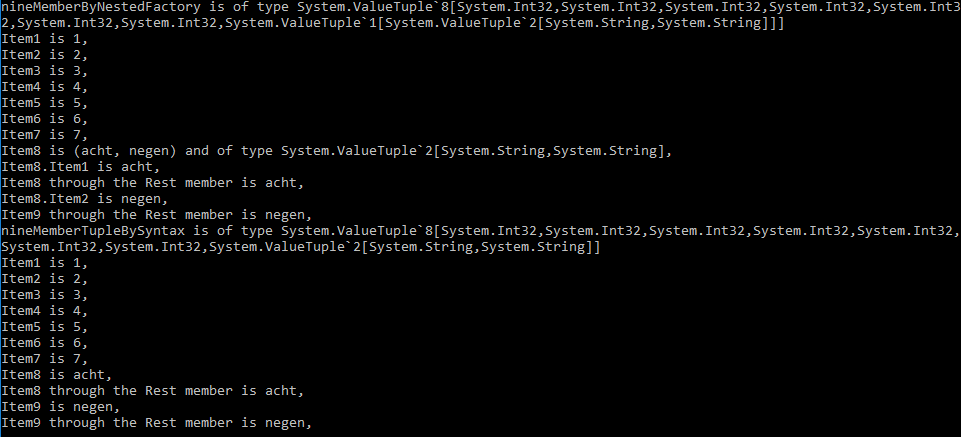 nineMemberByNestedFactory is of type System.ValueTuple`8[System.Int32,System.Int32,System.Int32,System.Int32,System.Int3
2,System.Int32,System.Int32,System.ValueTuple`1[System.ValueTuple`2[System.String,System.String]]]
Item1 is 1,
Item2 is 2,
Item3 is 3,
Item4 is 4,
Item5 is 5,
Item6 is 6,
Item7 is 7,
Item8 is (acht, negen) and of type System.ValueTuple`2[System.String,System.String],
Item8.Item1 is acht,
Item8 through the Rest member is acht,
Item8.Item2 is negen,
Item9 through the Rest member is negen,
nineMemberTupleBySyntax is of type System.ValueTuple`8[System.Int32,System.Int32,System.Int32,System.Int32,System.Int32,
System.Int32,System.Int32,System.ValueTuple`2[System.String,System.String]]
Item1 is 1,
Item2 is 2,
Item3 is 3,
Item4 is 4,
Item5 is 5,
Item6 is 6,
Item7 is 7,
Item8 is acht,
Item8 through the Rest member is acht,
Item9 is negen,
Item9 through the Rest member is negen,